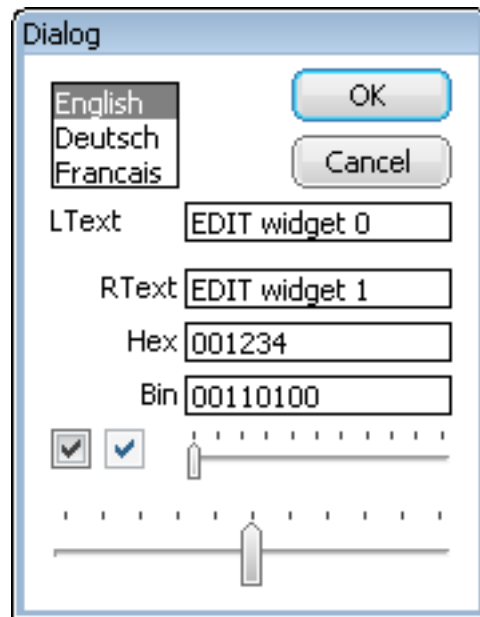 Dialog
English
OK
Deutsch
Francais
Cancel
LText
EDIT widget 0
RText
EDIT widget 1
Hex
001234
Bin
00110100